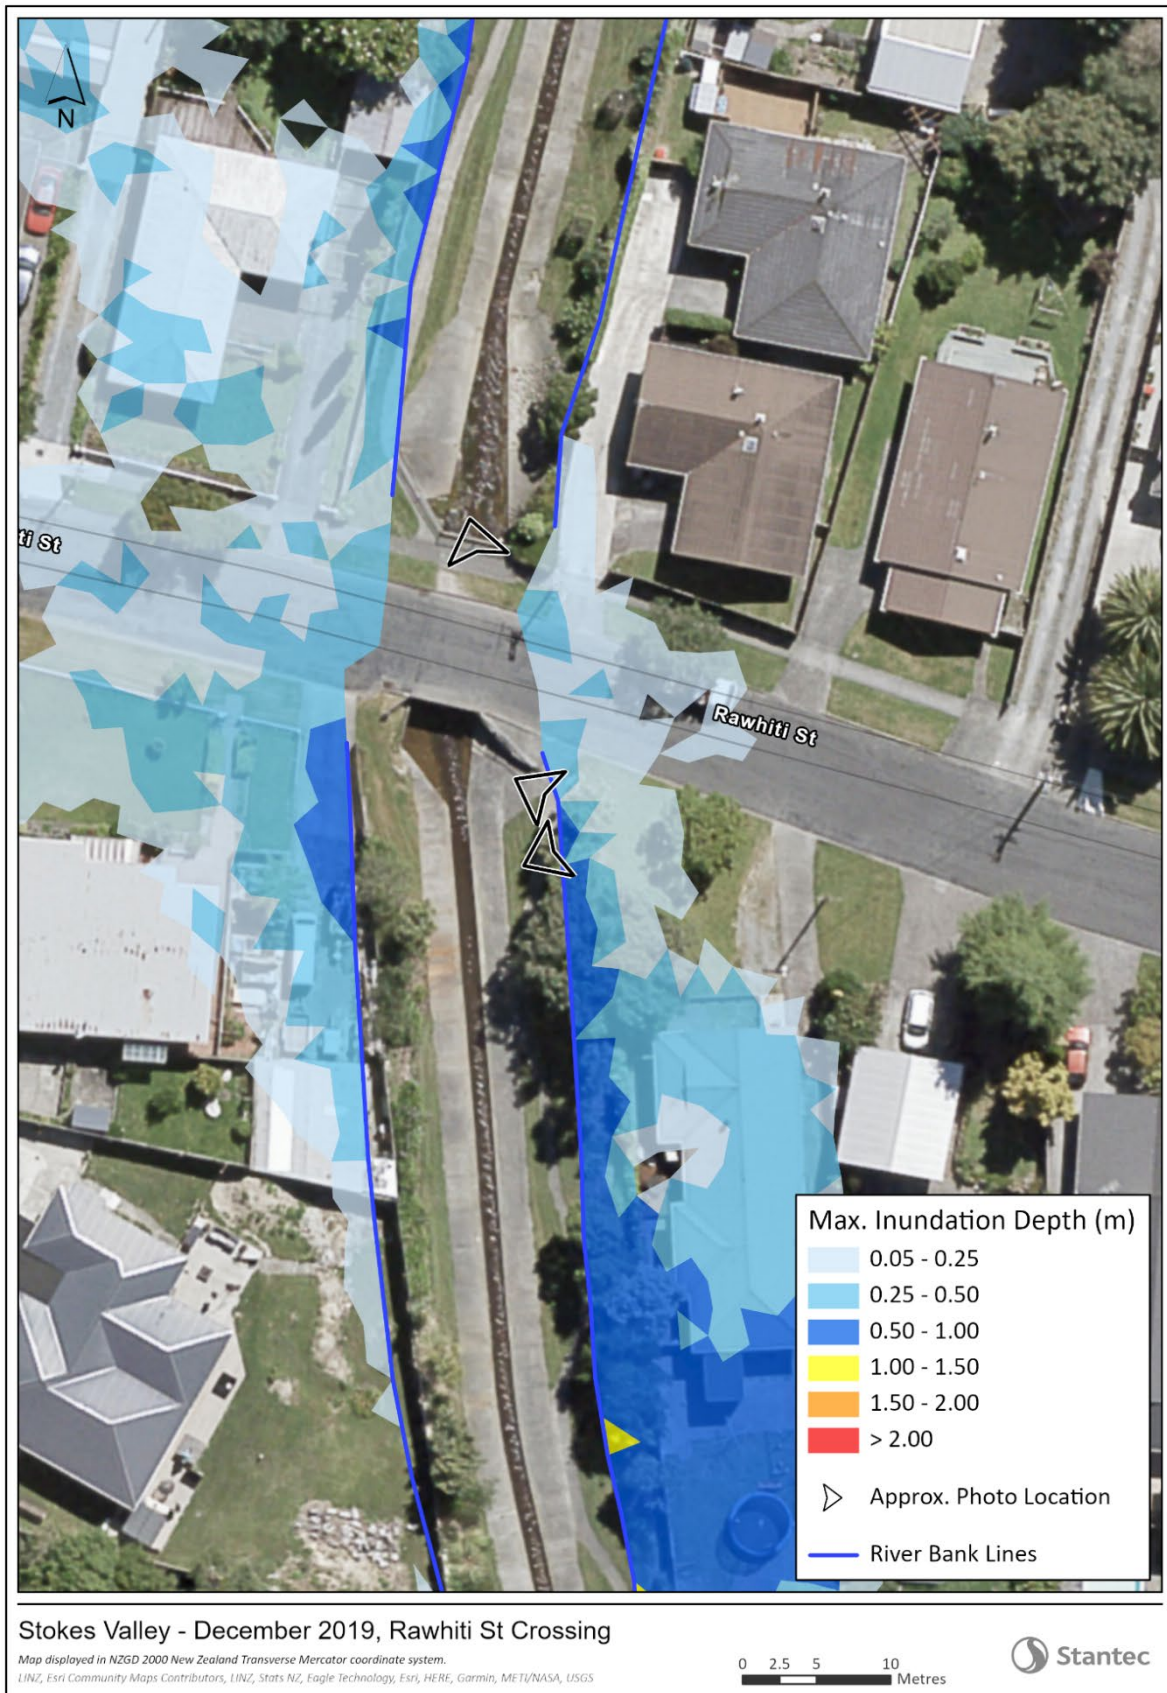 N
ti St
Rawhiti St
Max. Inundation Depth (m)
0.05 - 0.25
0.25 - 0.50
0.50 - 1.00
1.00 - 1.50
1.50 - 2.00
> 2.00
Approx. Photo Location
River Bank Lines
Stokes Valley - December 2019, Rawhiti St Crossing
Map displayed in NZGD 2000 New Zealand Transverse Mercator coordinate system.
LINZ, Esri Community Maps Contributors, LINZ, Stats NZ, Eagle Technology, Esri, HERE, Garmin, METI/NASA, USGS
0 2.5 5 10
Metres
Stantec